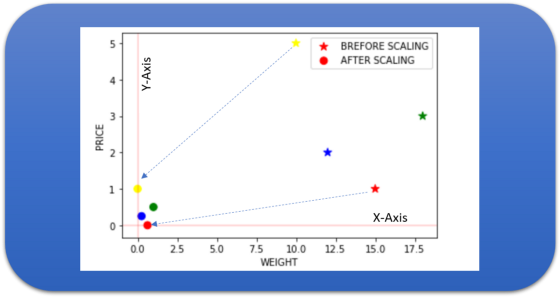 5
Y-Axis
BREFORE SCALING
AFTER SCALING
4
3
PRICE
2
1
X-Axis
0
0.0 2.5 5.0 7.5 10.0 12.5 15.0 17.5
WEIGHT